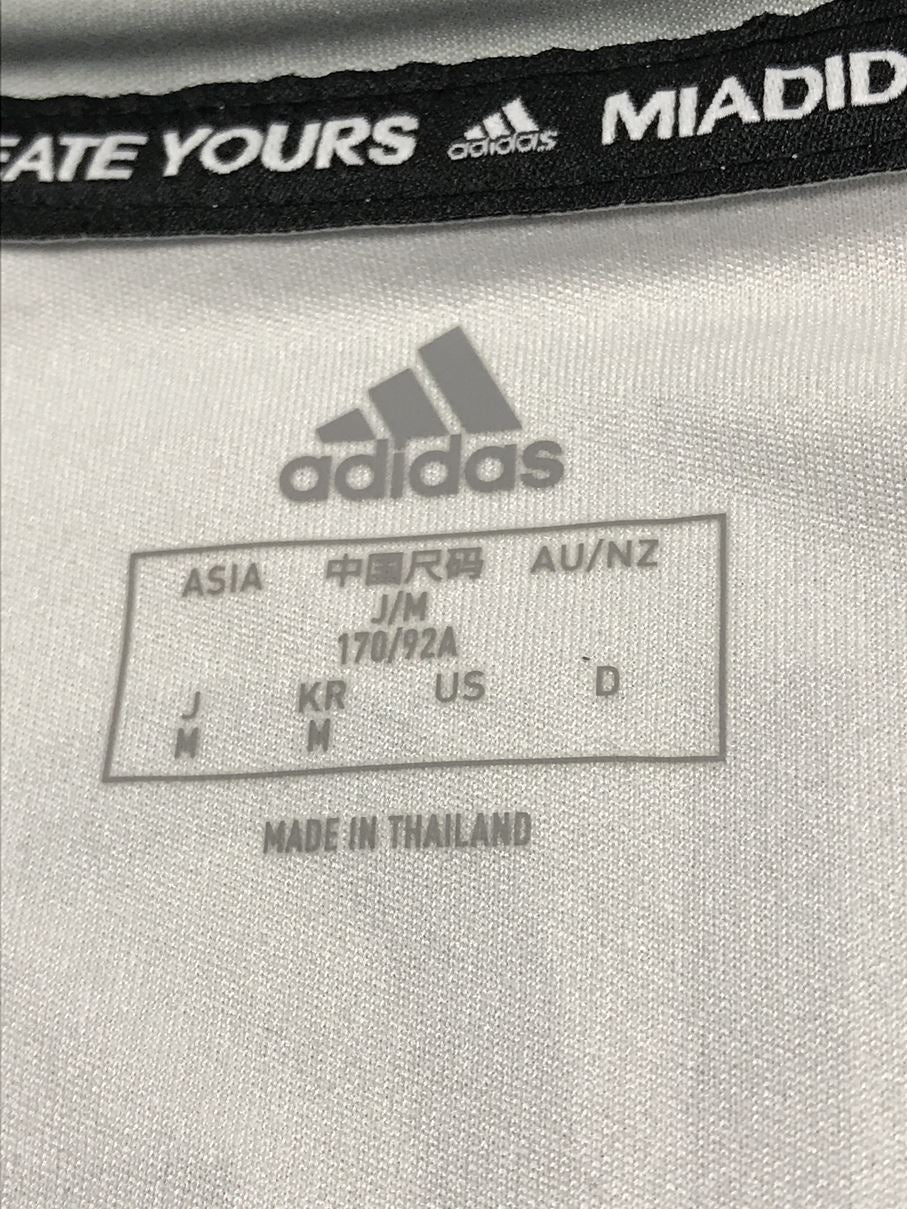 EATE YOURS adidas MIADID
adidas
ASIA 中国尺码 AU/NZ
J/M
170/92A
J KR US D
M M
MADE IN THAILAND